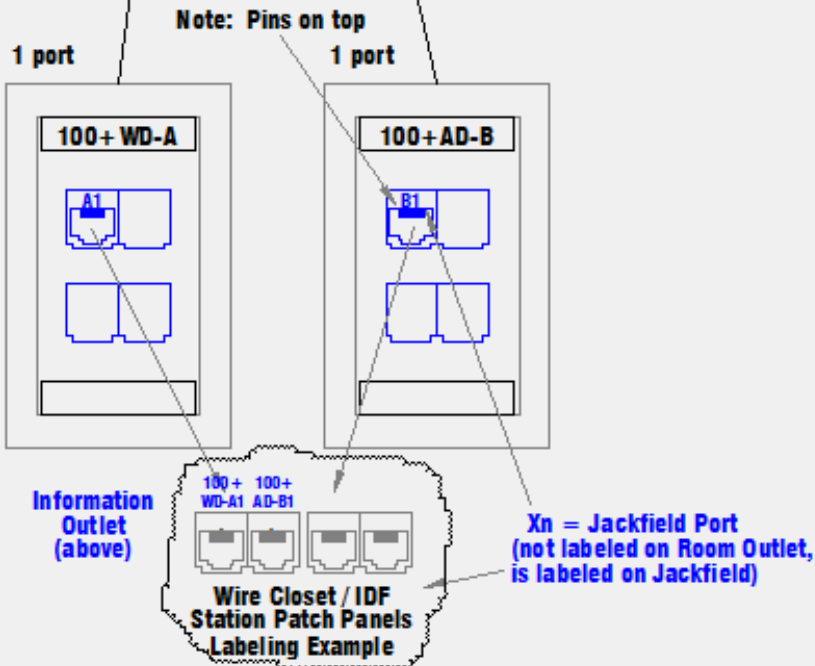 Note: Pins on top
1 port
1 port
100+ WD-A
100+AD-B
A1
B1
100+ 100+
WD-A1 AD-B1
Information
Outlet
(above)
Xn = Jackfield Port
(not labeled on Room Outlet,
is labeled on Jackfield)
Wire Closet / IDF
Station Patch Panels
Labeling Example